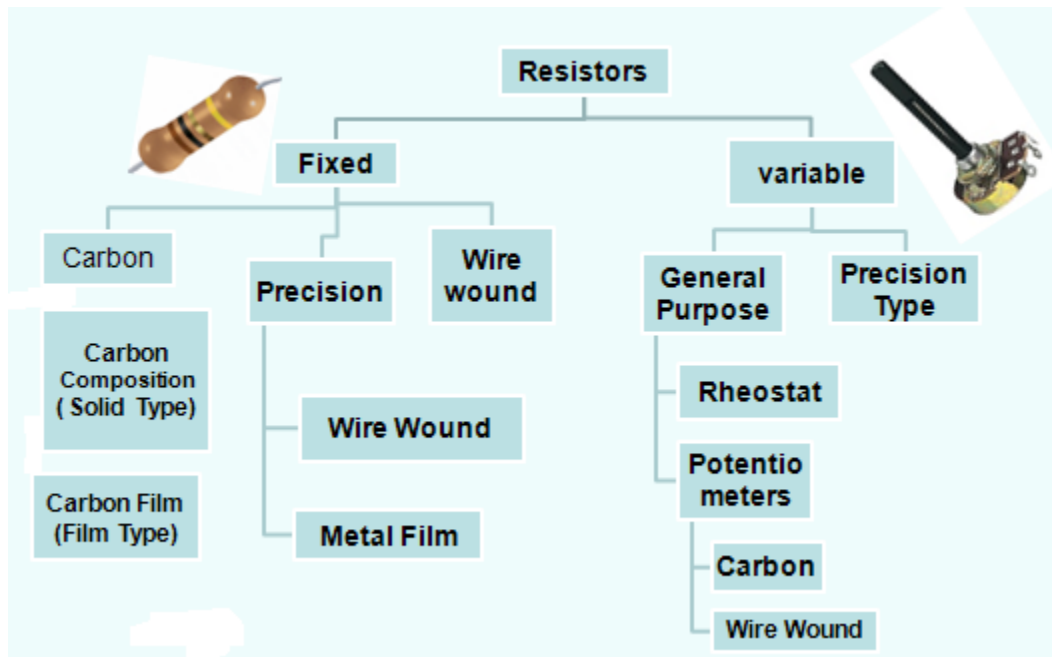 Resistors
Fixed
variable
Carbon
Precision
Wire
wound
General
Purpose
Precision
Type
Carbon
Composition
( Solid Type)
Carbon Film
(Film Type)
Wire Wound
Metal Film
Rheostat
Potentio
meters
Carbon
Wire Wound